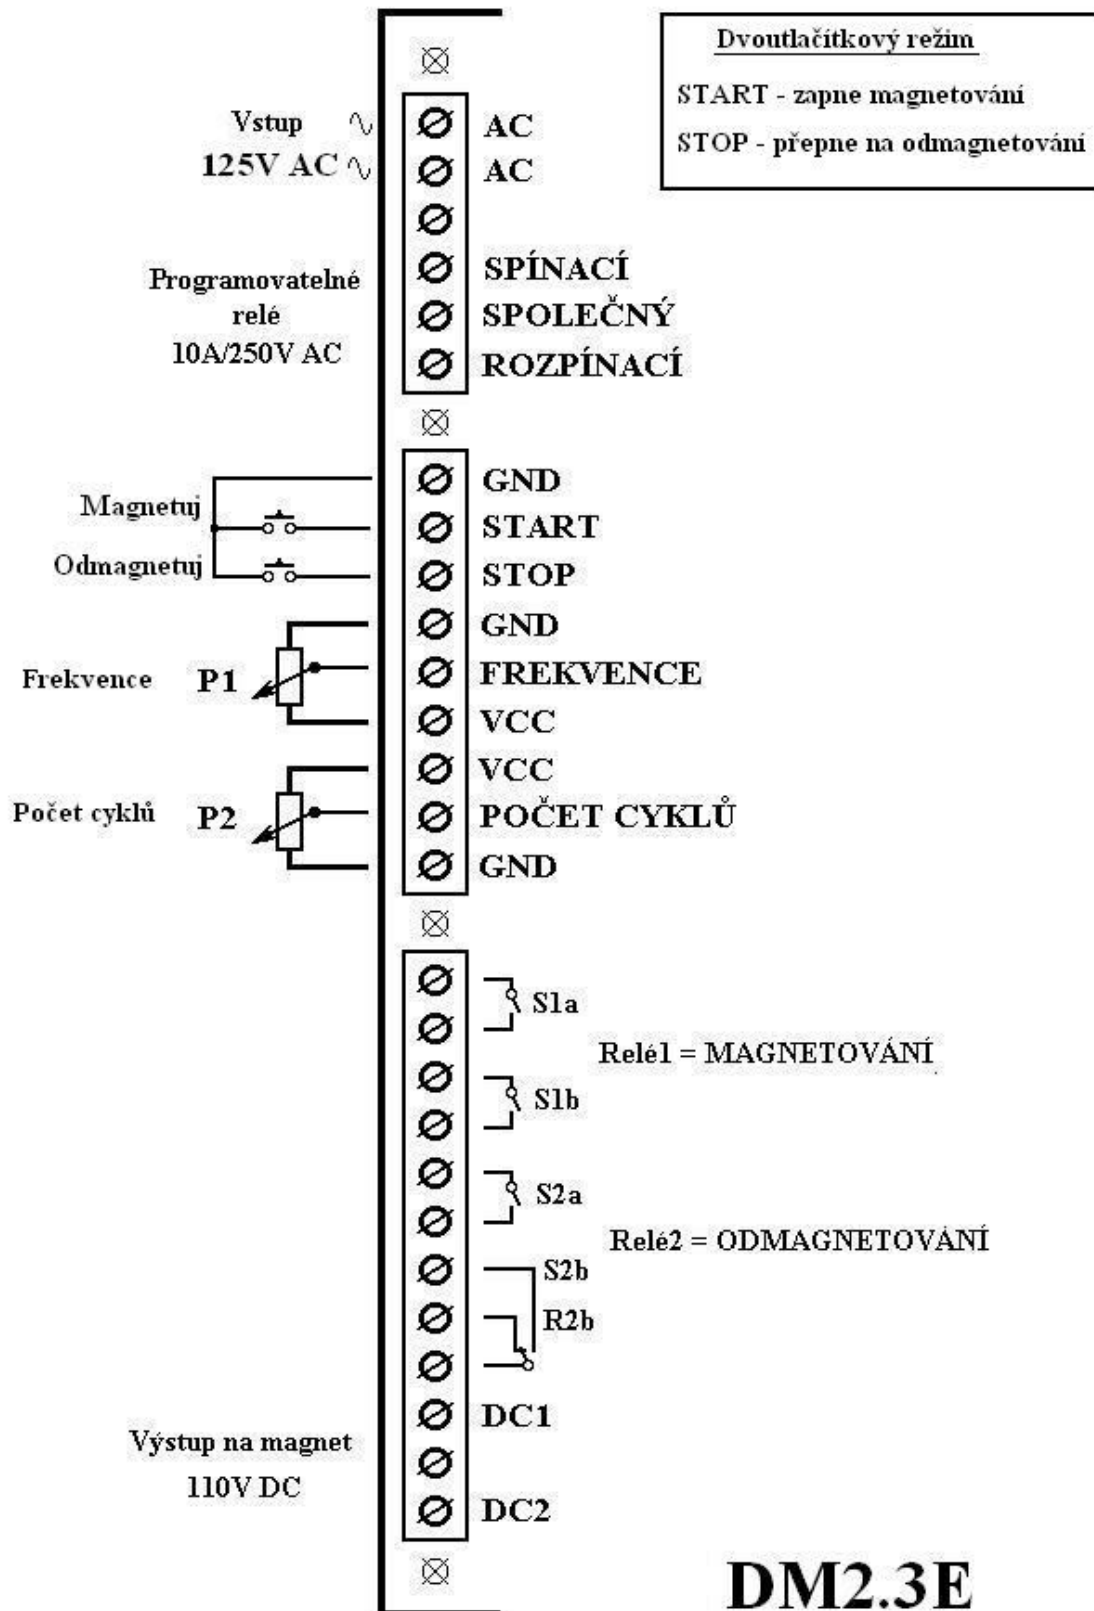 Dvoutlačítkový režim
START - zapne magnetování
STOP - přepne na odmagnetování
Vstup
125V AC
AC
AC
Programovatelné
relé
10A/250V AC
SPÍNACÍ
SPOLEČNÝ
ROZPÍNACÍ
Magnetuj
Odmagnetuj
GND
START
STOP
GND
Frekvence P1 FREKVENCE
VCC
VCC
Počet cyklů P2 POČET CYKLŮ
GND
S1a
Relé1 = MAGNETOVÁNÍ
S1b
S2a
Relé2 = ODMAGNETOVÁNÍ
S2b
R2b
DC1
Výstup na magnet
110V DC
DC2
DM2.3E